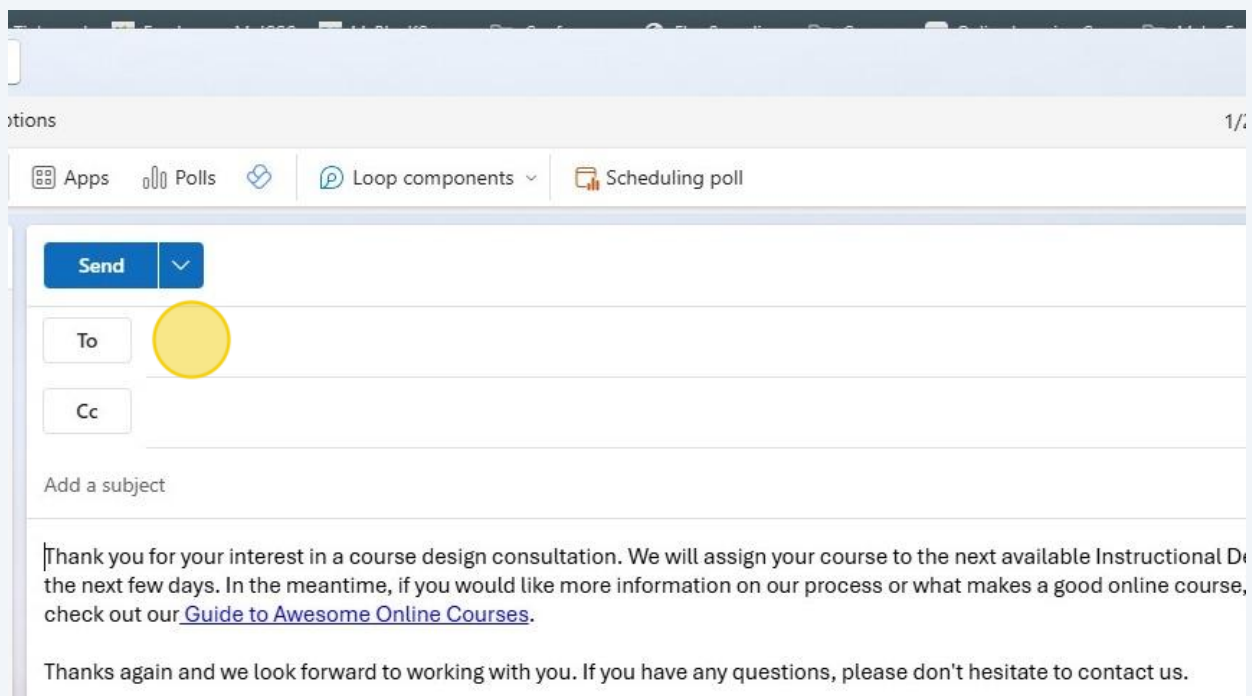 Apps Polls Loop components Scheduling poll
Send
To
Cc
Add a subject
Thank you for your interest in a course design consultation. We will assign your course to the next available Instructional
the next few days. In the meantime, if you would like more information on our process or what makes a good online course,
check out our Guide to Awesome Online Courses.
Thanks again and we look forward to working with you. If you have any questions, please don't hesitate to contact us.